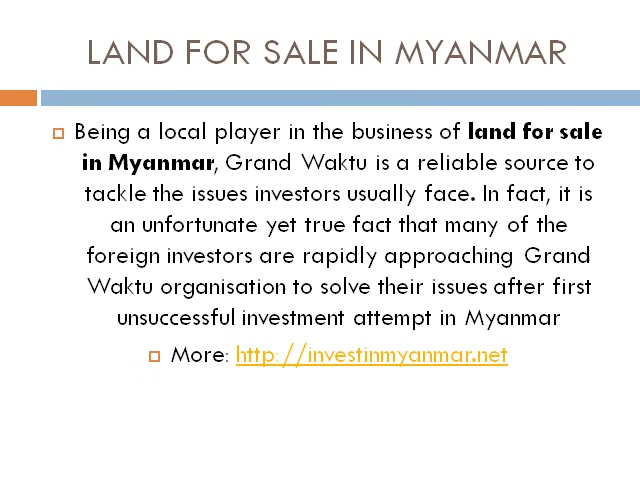 LAND FOR SALE IN MYANMAR
Being a local player in the business of land for sale
in Myanmar, Grand Waktu is a reliable source to
tackle the issues investors usually face. In fact, it is
an unfortunate yet true fact that many of the
foreign investors are rapidly approaching Grand
Waktu organisation to solve their issues after first
unsuccessful investment attempt in Myanmar
More: http://investinmyanmar.net